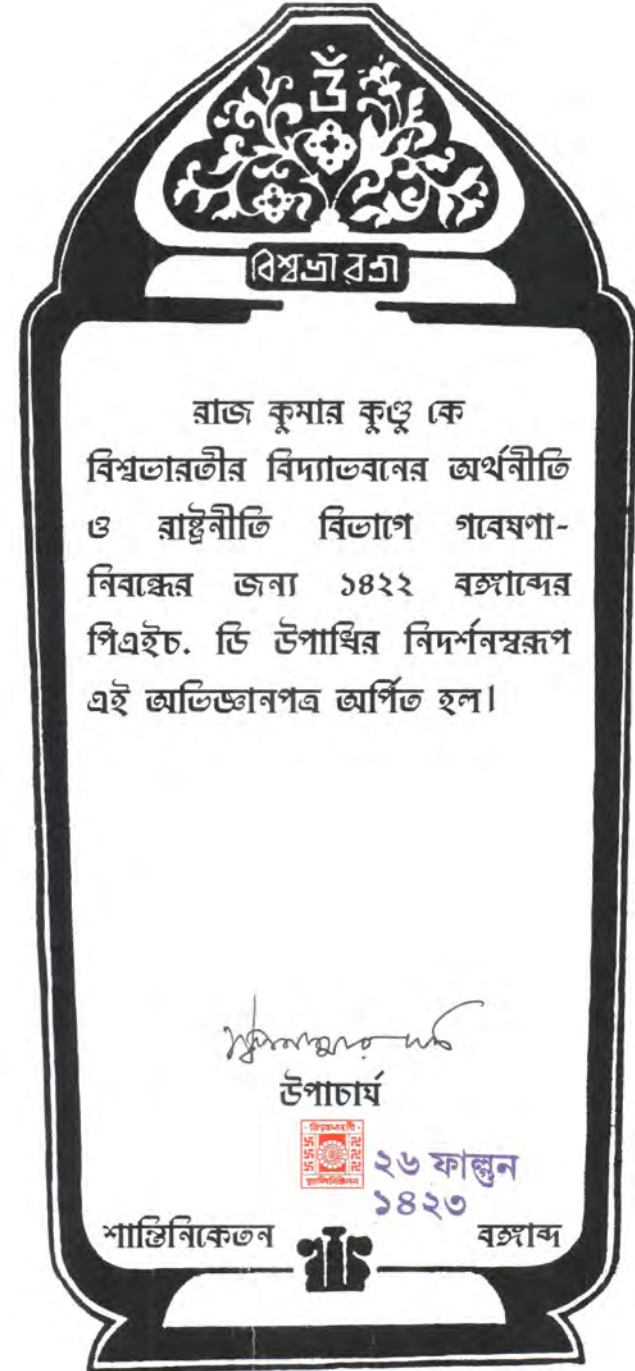 ওঁ
বিশ্বভারতী
রাজ কুমার কুণ্ডু কে
বিশ্বভারতীর বিদ্যাভবনের অর্থনীতি
ও রাষ্ট্রনীতি বিভাগে গবেষণা-
নিবন্ধের জন্য ১৪২২ বঙ্গাব্দের
পিএইচ. ডি উপাধির নিদর্শনস্বরূপ
এই অভিজ্ঞানপত্র অর্পিত হল।
উপাচার্য
২৬ ফাল্গুন
১৪২৩
শান্তিনিকেতন বঙ্গাব্দ